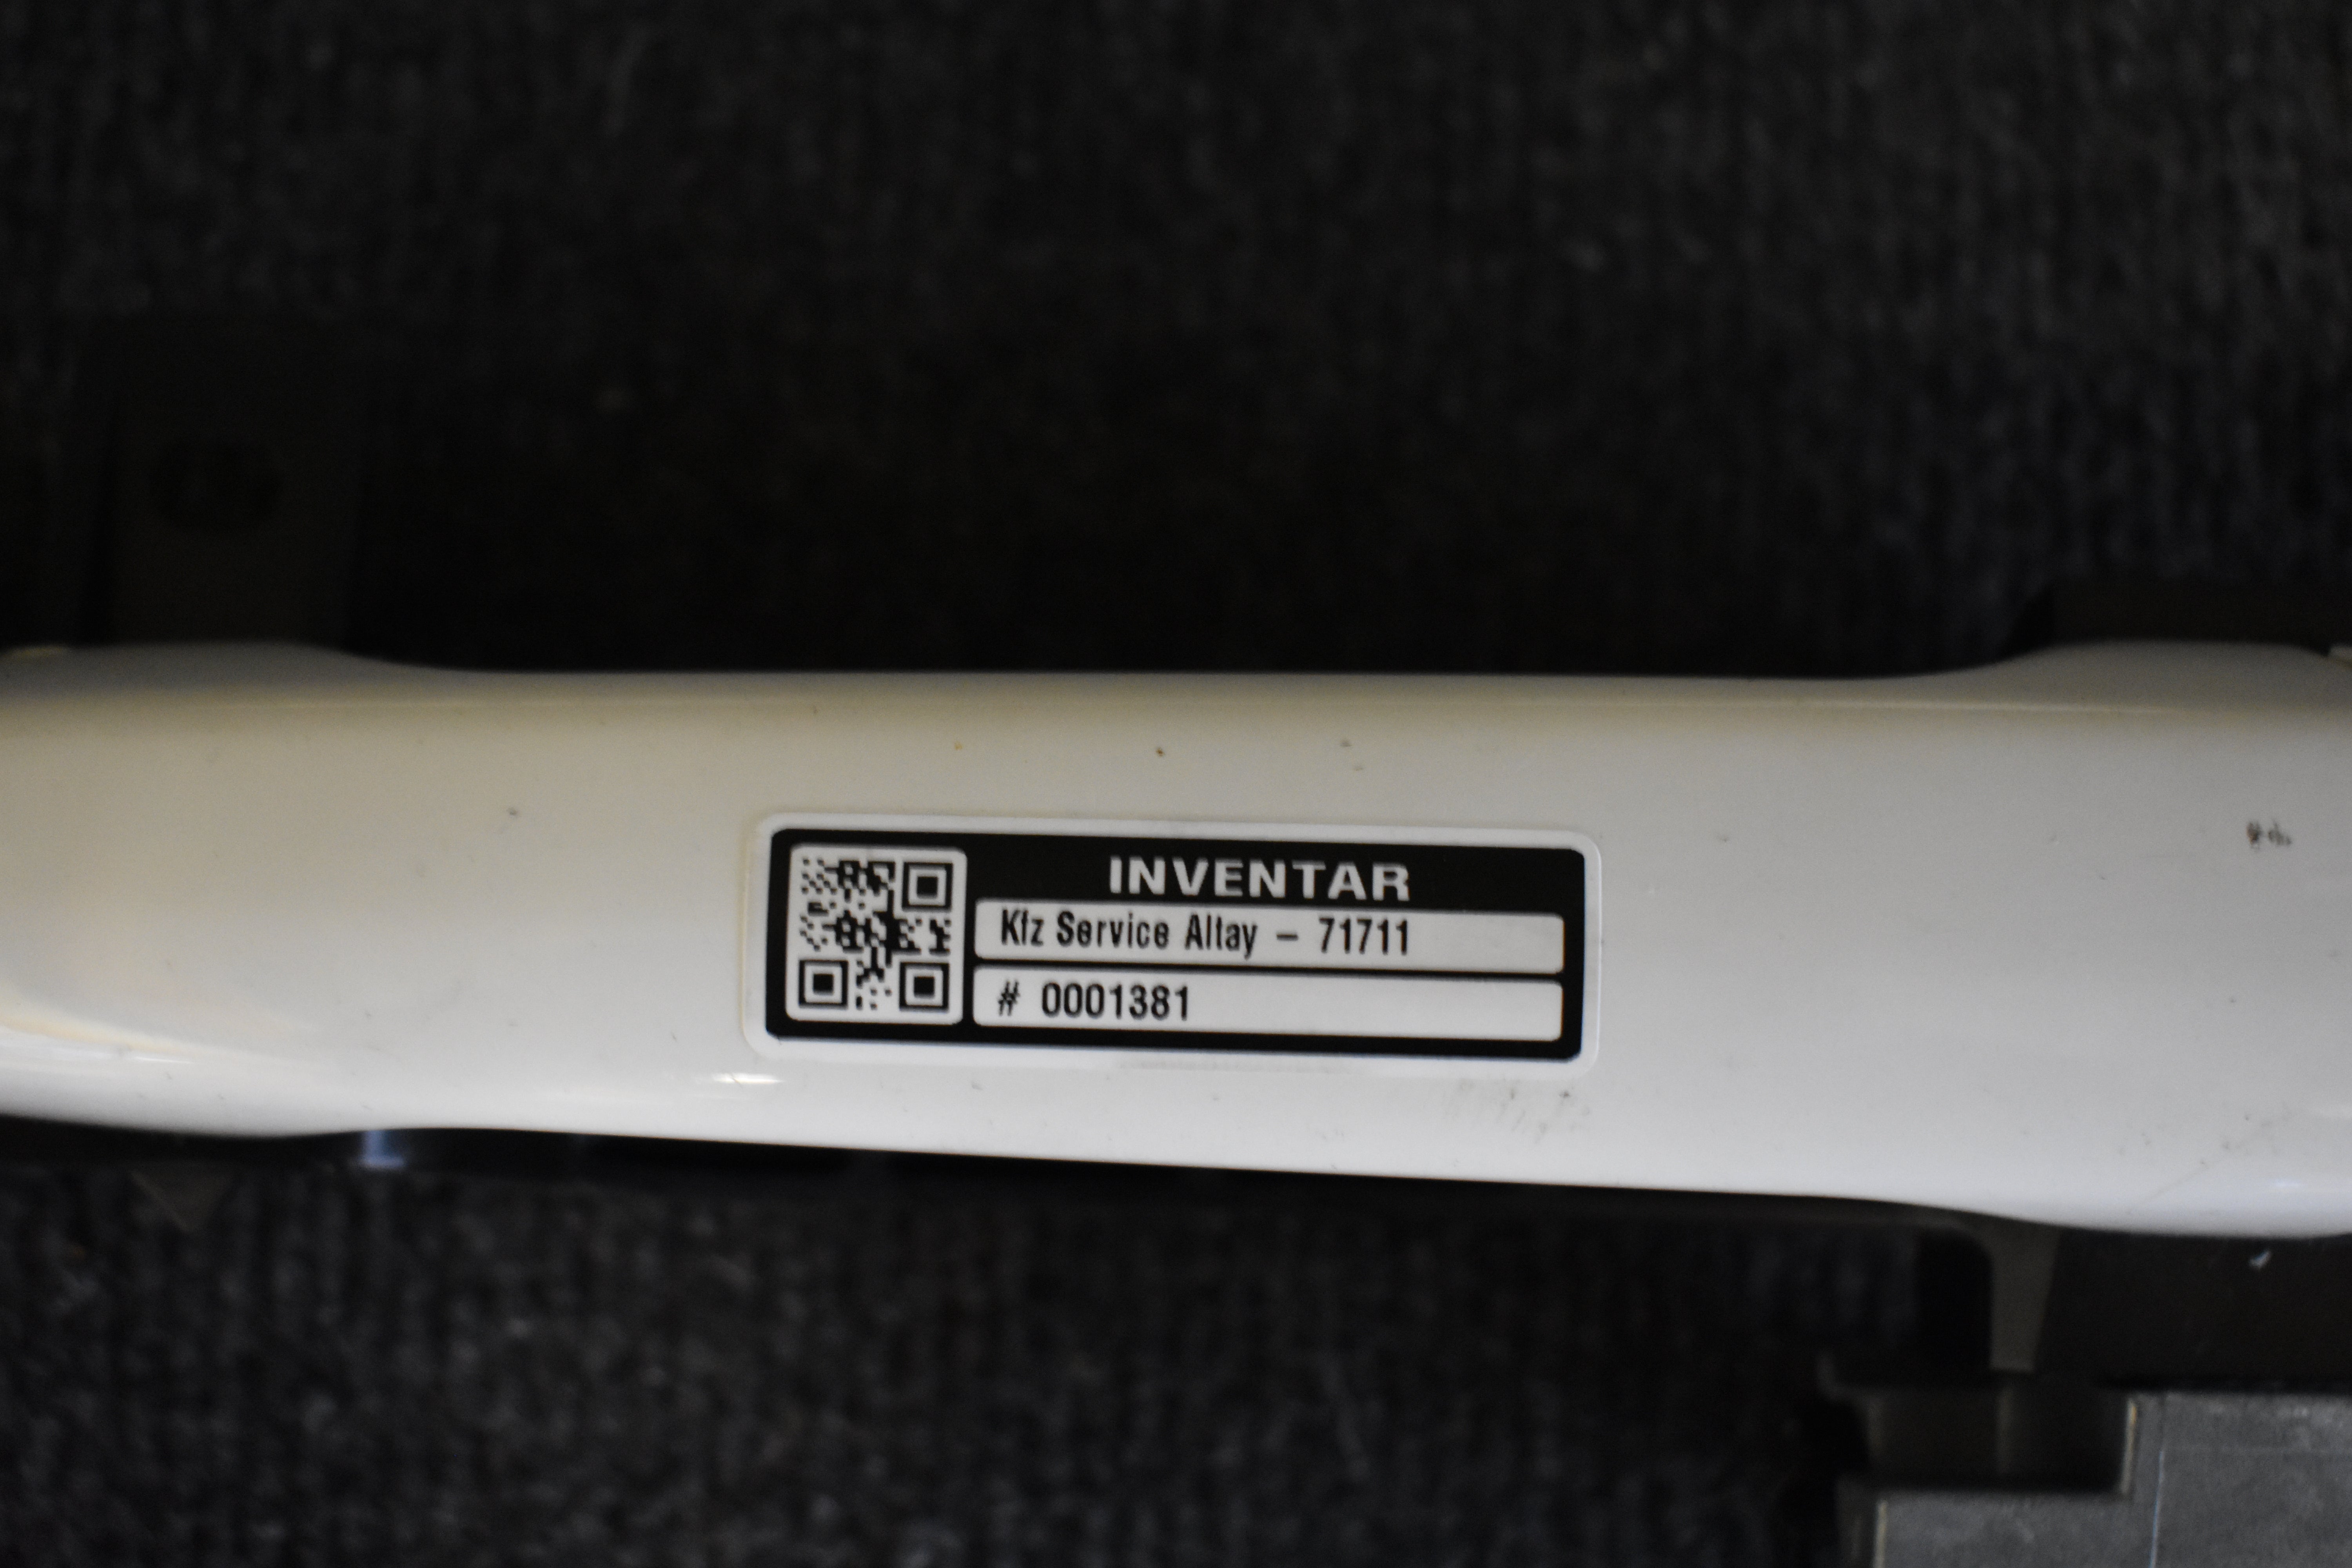 INVENTAR
Kfz Service Altay - 71711
# 0001381